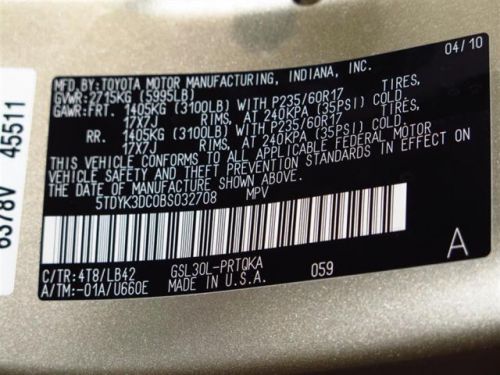 04/10
MFD. BY:TOYOTA MOTOR MANUFACTURING, INDIANA, INC.
GVWR:2715KG (5995LB)
GAWR:FRT. 1405KG (3100LB) WITH P235/60R17 TIRES,
17X7J RIMS, AT 240KPA (35PSI) COLD.
RR. 1405KG (3100LB) WITH P235/60R17 TIRES,
17X7J RIMS, AT 240KPA (35PSI) COLD.
THIS VEHICLE CONFORMS TO ALL APPLICABLE FEDERAL MOTOR
VEHICLE SAFETY AND THEFT PREVENTION STANDARDS IN EFFECT
ON THE DATE OF MANUFACTURE SHOWN ABOVE.
5TDYK3DC0BS032708 MPV
C/TR:4T8/LB42 GSL30L-PRTQKA
A/TM:-01A/U660E MADE IN U.S.A. 059
A
6378V 45511